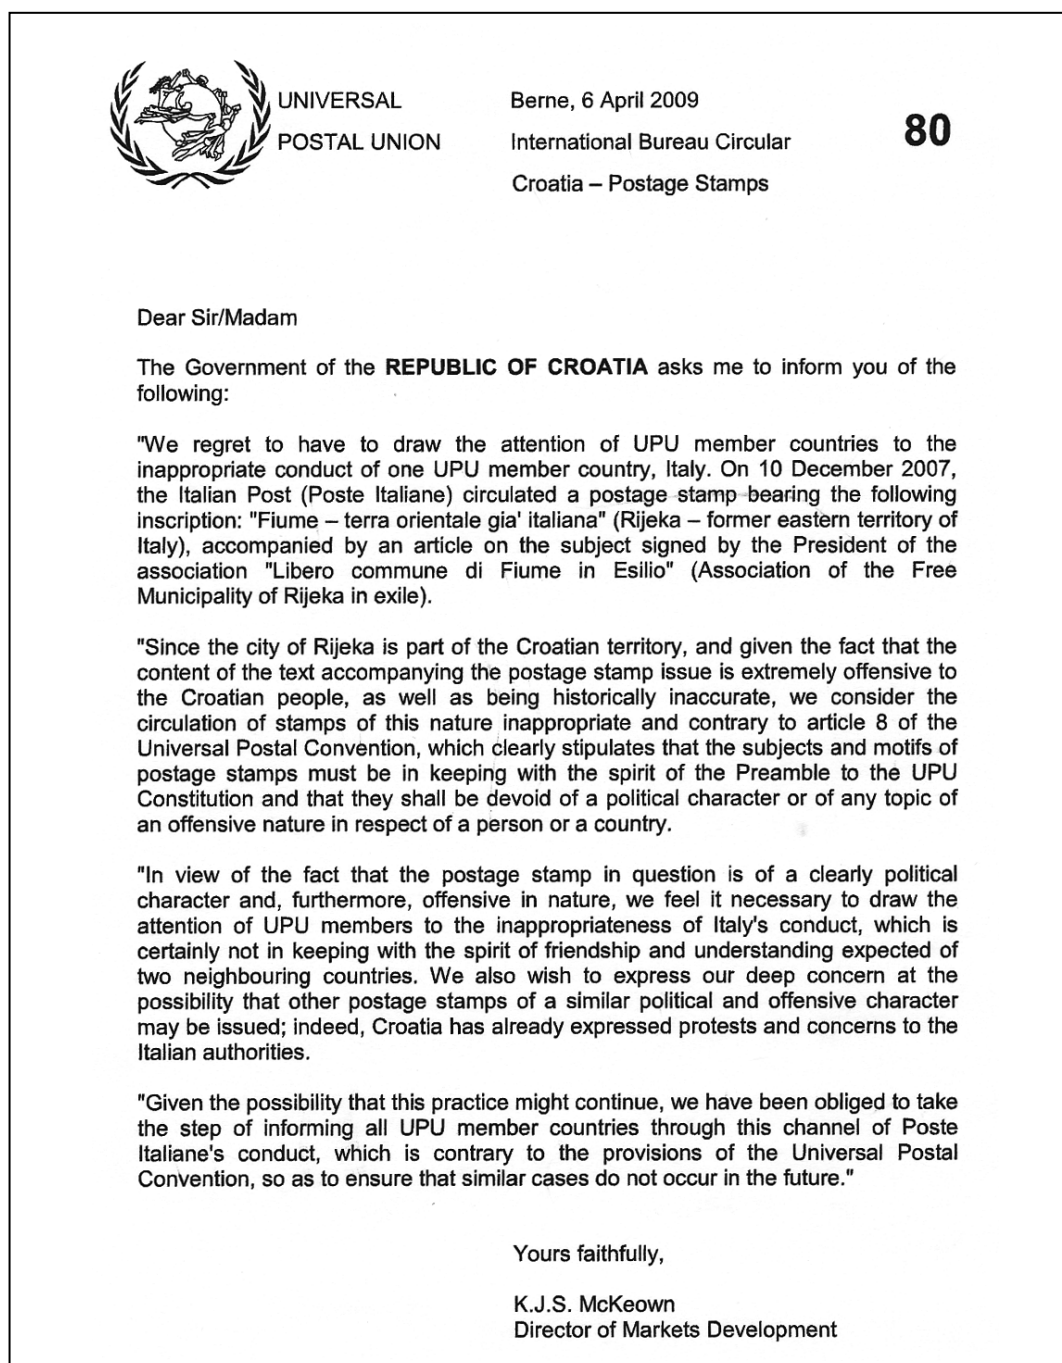 UNIVERSAL
POSTAL UNION
Berne, 6 April 2009
International Bureau Circular
Croatia – Postage Stamps
80
Dear Sir/Madam
The Government of the REPUBLIC OF CROATIA asks me to inform you of the
following:
"We regret to have to draw the attention of UPU member countries to the
inappropriate conduct of one UPU member country, Italy. On 10 December 2007,
the Italian Post (Poste Italiane) circulated a postage stamp bearing the following
inscription: "Fiume – terra orientale gia' italiana" (Rijeka – former eastern territory of
Italy), accompanied by an article on the subject signed by the President of the
association "Libero commune di Fiume in Esilio" (Association of the Free
Municipality of Rijeka in exile).
"Since the city of Rijeka is part of the Croatian territory, and given the fact that the
content of the text accompanying the postage stamp issue is extremely offensive to
the Croatian people, as well as being historically inaccurate, we consider the
circulation of stamps of this nature inappropriate and contrary to article 8 of the
Universal Postal Convention, which clearly stipulates that the subjects and motifs of
postage stamps must be in keeping with the spirit of the Preamble to the UPU
Constitution and that they shall be devoid of a political character or of any topic of
an offensive nature in respect of a person or a country.
"In view of the fact that the postage stamp in question is of a clearly political
character and, furthermore, offensive in nature, we feel it necessary to draw the
attention of UPU members to the inappropriateness of Italy's conduct, which is
certainly not in keeping with the spirit of friendship and understanding expected of
two neighbouring countries. We also wish to express our deep concern at the
possibility that other postage stamps of a similar political and offensive character
may be issued; indeed, Croatia has already expressed protests and concerns to the
Italian authorities.
"Given the possibility that this practice might continue, we have been obliged to take
the step of informing all UPU member countries through this channel of Poste
Italiane's conduct, which is contrary to the provisions of the Universal Postal
Convention, so as to ensure that similar cases do not occur in the future."
Yours faithfully,
K.J.S. McKeown
Director of Markets Development